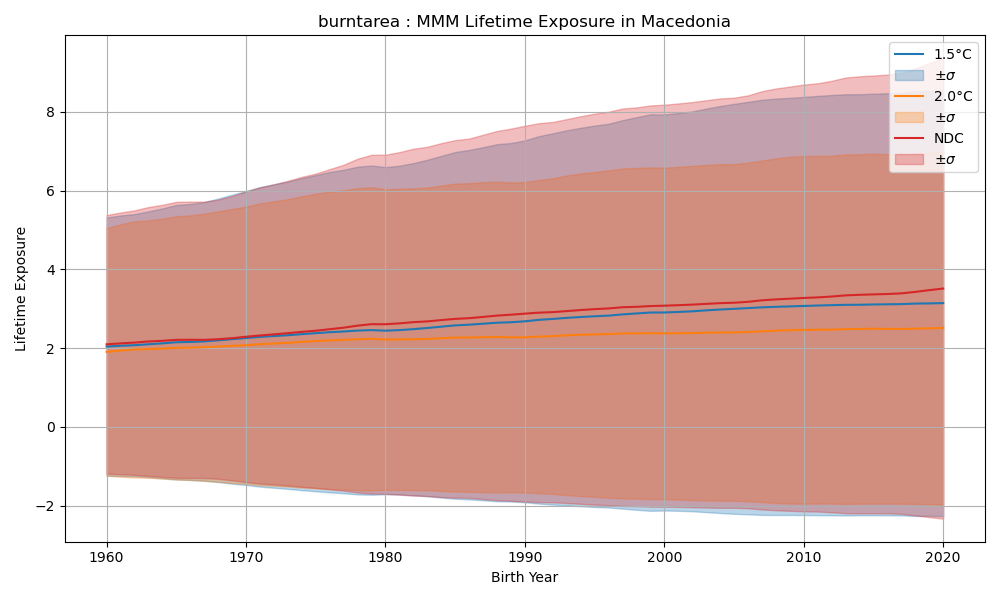 burntarea : MMM Lifetime Exposure in Macedonia
1.5°C
±σ
2.0°C
±σ
NDC
±σ
Lifetime Exposure
8
6
4
2
0
−2
1960 1970 1980 1990 2000 2010 2020
Birth Year